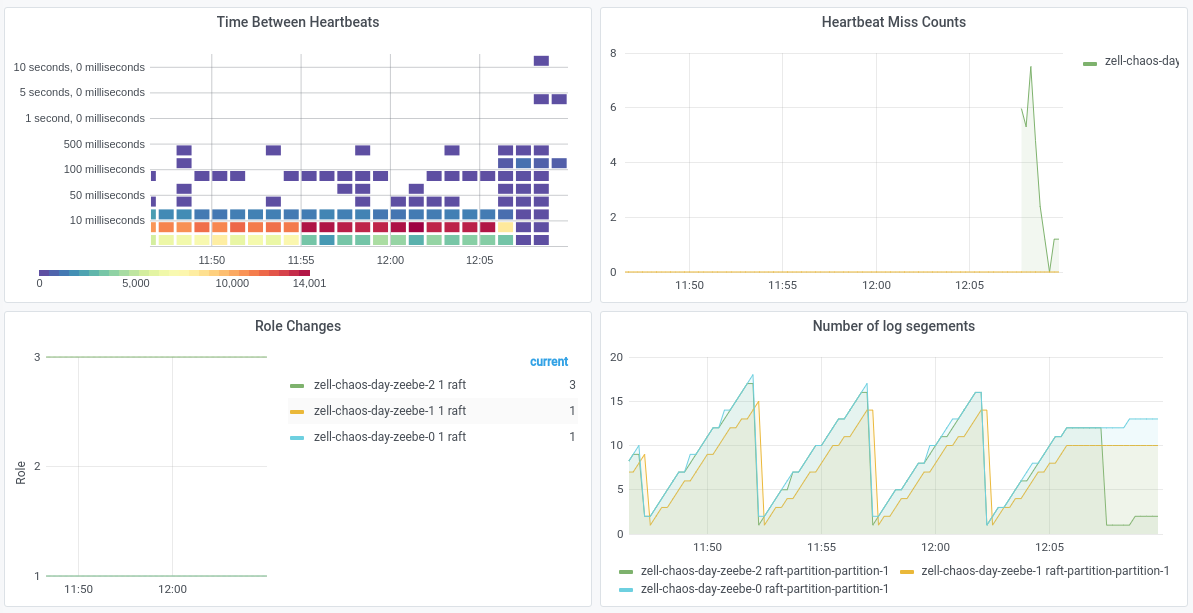 Time Between Heartbeats
10 seconds, 0 milliseconds
5 seconds, 0 milliseconds
1 second, 0 milliseconds
500 milliseconds
100 milliseconds
50 milliseconds
10 milliseconds
11:50 11:55 12:00 12:05
0 5,000 10,000 14,001
Heartbeat Miss Counts
8
6
4
2
0
11:50 11:55 12:00 12:05
zell-chaos-day
Role Changes
Role
3
2
1
11:50 12:00
current
zell-chaos-day-zeebe-2 1 raft 3
zell-chaos-day-zeebe-1 1 raft 1
zell-chaos-day-zeebe-0 1 raft 1
Number of log segements
20
15
10
5
0
11:50 11:55 12:00 12:05
zell-chaos-day-zeebe-2 raft-partition-partition-1 zell-chaos-day-zeebe-1 raft-partition-partition-1
zell-chaos-day-zeebe-0 raft-partition-partition-1